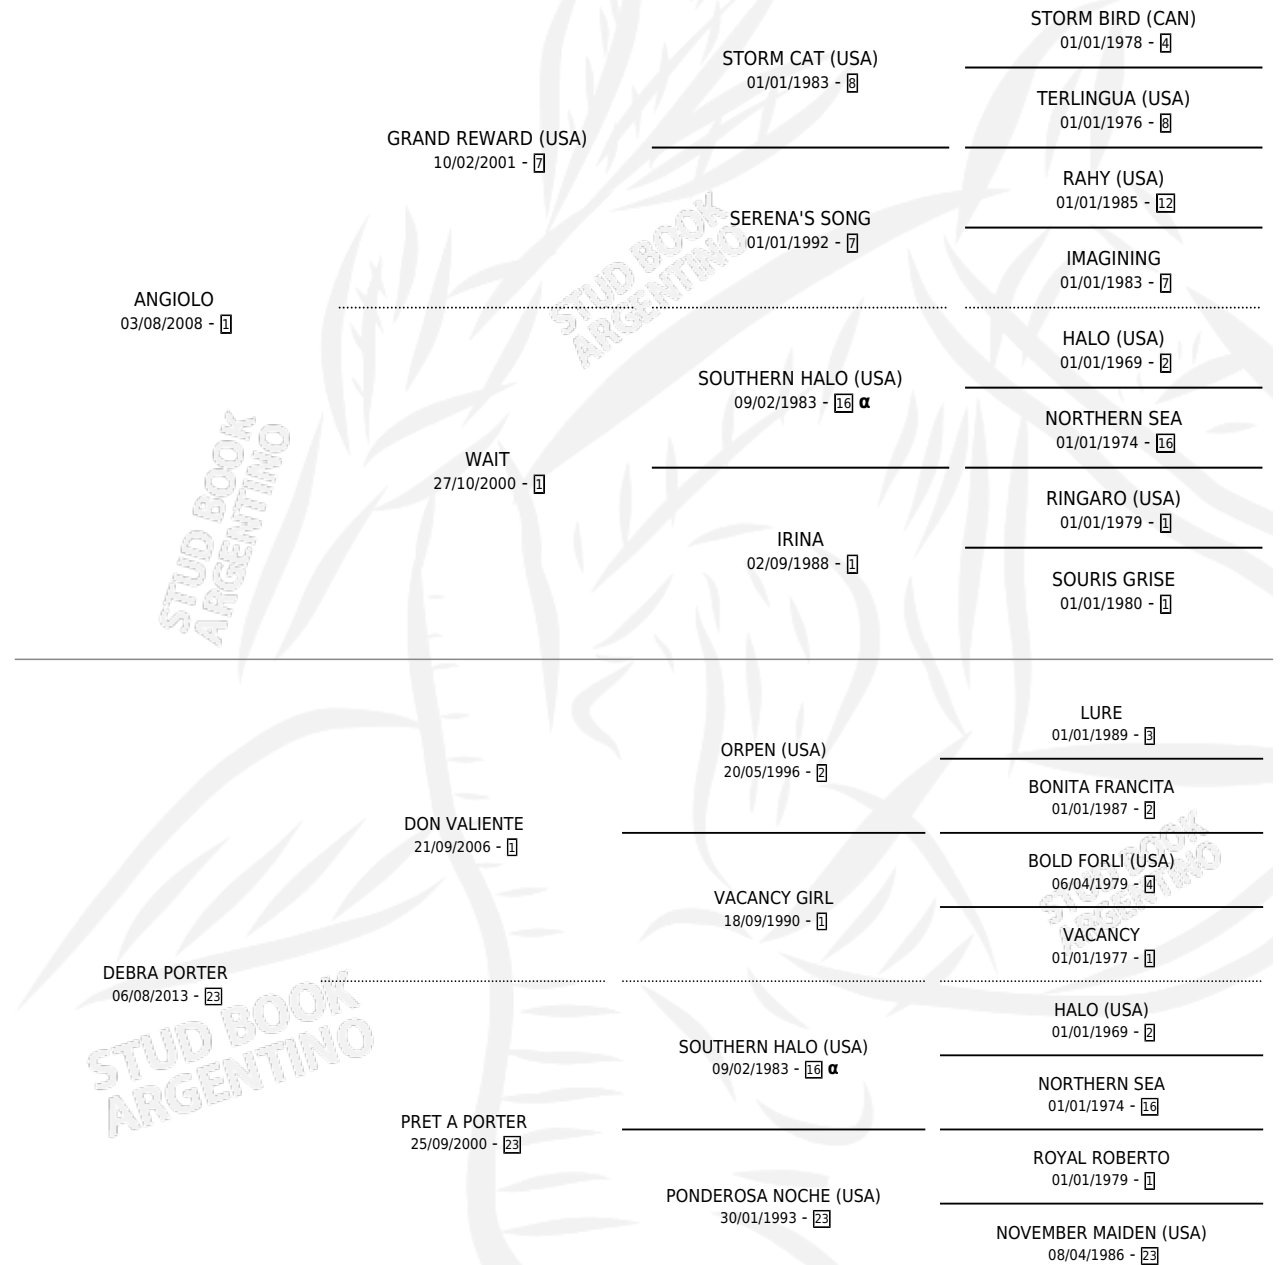 STORM BIRD (CAN)
01/01/1978 - 4
STORM CAT (USA)
01/01/1983 - 8
TERLINGUA (USA)
01/01/1976 - 8
GRAND REWARD (USA)
10/02/2001 - 7
RAHY (USA)
01/01/1985 - 12
SERENA'S SONG
01/01/1992 - 7
IMAGINING
01/01/1983 - 7
STUD BOOK
ARGENTINO
ANGIOLO
03/08/2008 - 1
HALO (USA)
01/01/1969 - 2
SOUTHERN HALO (USA)
09/02/1983 - 16 α
NORTHERN SEA
01/01/1974 - 16
WAIT
27/10/2000 - 1
RINGARO (USA)
01/01/1979 - 1
IRINA
02/09/1988 - 1
SOURIS GRISE
01/01/1980 - 1
STUD BOOK
ARGENTINO
LURE
01/01/1989 - 3
ORPEN (USA)
20/05/1996 - 2
BONITA FRANCITA
01/01/1987 - 2
DON VALIENTE
21/09/2006 - 1
BOLD FORLI (USA)
06/04/1979 - 4
VACANCY GIRL
18/09/1990 - 1
VACANCY
01/01/1977 - 1
STUD BOOK
ARGENTINO
DEBRA PORTER
06/08/2013 - 23
HALO (USA)
01/01/1969 - 2
SOUTHERN HALO (USA)
09/02/1983 - 16 α
NORTHERN SEA
01/01/1974 - 16
STUD BOOK
ARGENTINO
PRET A PORTER
25/09/2000 - 23
ROYAL ROBERTO
01/01/1979 - 1
PONDEROSA NOCHE (USA)
30/01/1993 - 23
NOVEMBER MAIDEN (USA)
08/04/1986 - 23